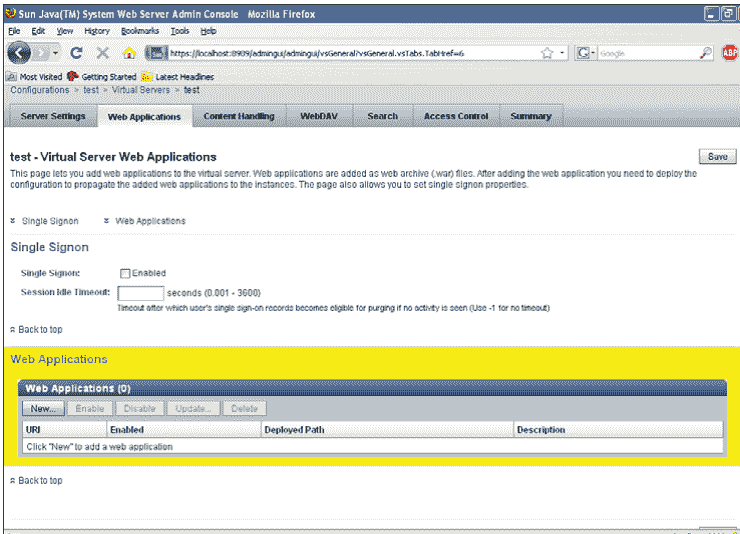 Sun Java(TM) System Web Server Admin Console - Mozilla Firefox
File Edit View History Bookmarks Tools Help
https://localhost:8989/admingui/admingui/vsGeneral?vsGeneral.vsTabs.TabHref=6
Google
ABP
Most Visited Getting Started Latest Headlines
Configurations > test > Virtual Servers > test
Server Settings Web Applications Content Handling WebDAV Search Access Control Summary
test - Virtual Server Web Applications
Save
This page lets you add web applications to the virtual server. Web applications are added as web archive (.war) files. After adding the web application you need to deploy the
configuration to propagate the added web applications to the instances. The page also allows you to set single signon properties.
Single Signon Web Applications
Single Signon
Single Signon: Enabled
Session Idle Timeout: seconds (0.001 - 3600)
Timeout after which user's single sign-on records becomes eligible for purging if no activity is seen (Use -1 for no timeout)
Back to top
Web Applications
Web Applications (0)
New... Enable Disable Update... Delete
URI Enabled Deployed Path Description
Click "New" to add a web application
Back to top